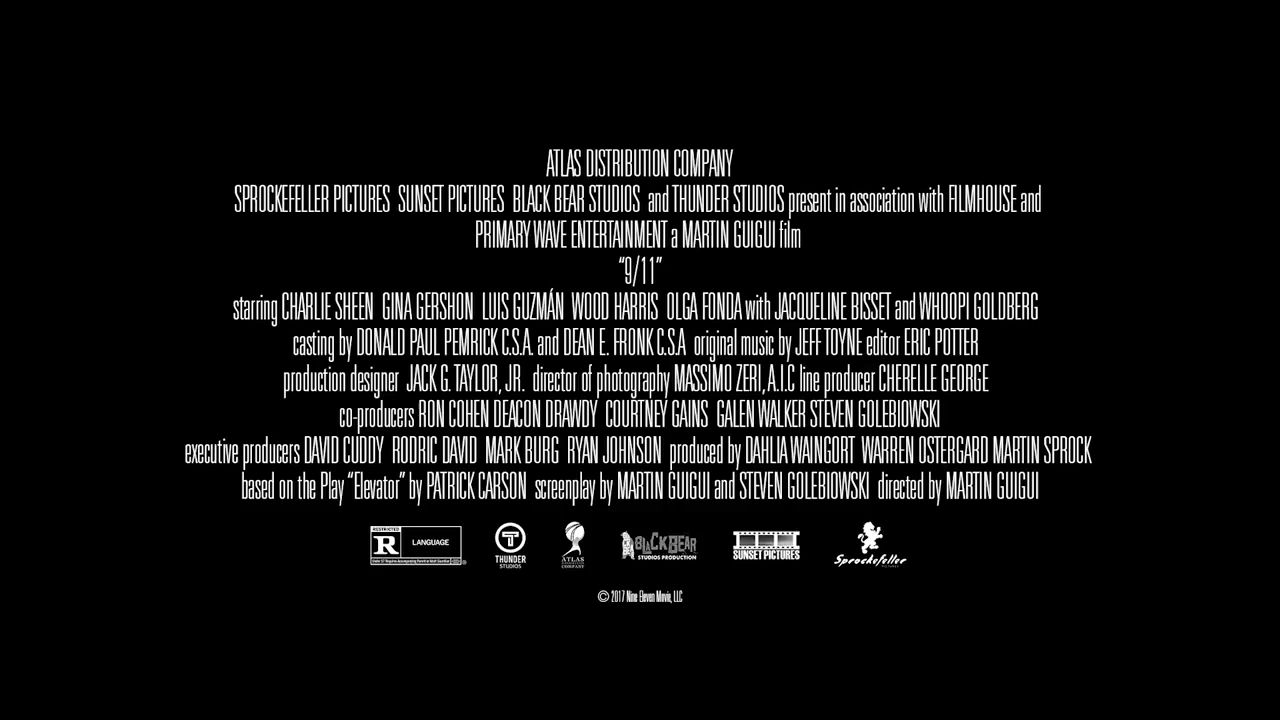 ATLAS DISTRIBUTION COMPANY
SPROCKEFELLER PICTURES SUNSET PICTURES BLACK BEAR STUDIOS and THUNDER STUDIOS present in association with FILMHOUSE and
PRIMARY WAVE ENTERTAINMENT a MARTIN GUIGUI film
“9/11”
starring CHARLIE SHEEN GINA GERSHON LUIS GUZMÁN WOOD HARRIS OLGA FONDA with JACQUELINE BISSET and WHOOPI GOLDBERG
casting by DONALD PAUL PEMRICK C.S.A. and DEAN E. FRONK C.S.A original music by JEFF TOYNE editor ERIC POTTER
production designer JACK G. TAYLOR, JR. director of photography MASSIMO ZERI, A.I.C line producer CHERELLE GEORGE
co-producers RON COHEN DEACON DRAWDY COURTNEY GAINS GALEN WALKER STEVEN GOLEBIOWSKI
executive producers DAVID CUDDY RODRIC DAVID MARK BURG RYAN JOHNSON produced by DAHLIA WAINGORT WARREN OSTERGARD MARTIN SPROCK
based on the Play “Elevator” by PATRICK CARSON screenplay by MARTIN GUIGUI and STEVEN GOLEBIOWSKI directed by MARTIN GUIGUI
RESTRICTED
R LANGUAGE
THUNDER
STUDIOS
ATLAS
COMPANY
BLACKBEAR
STUDIOS PRODUCTION
SUNSET PICTURES
Sprockefeller
PICTURES
© 2017 Nine Eleven Movie, LLC